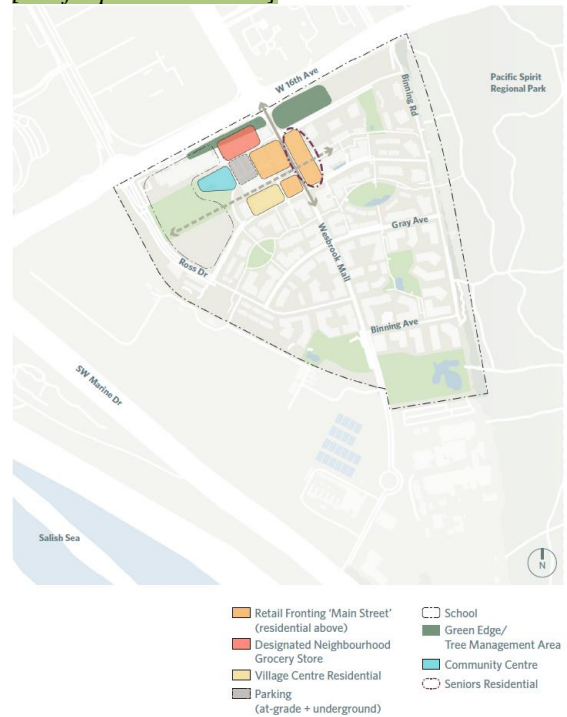 W 16th Ave
Binning Rd
Pacific Spirit
Regional Park
Gray Ave
Wesbrook Mall
Ross Dr
Binning Ave
SW Marine Dr
Salish Sea
N
Retail Fronting ‘Main Street’
(residential above)
Designated Neighbourhood
Grocery Store
Village Centre Residential
Parking
(at-grade + underground)
School
Green Edge/
Tree Management Area
Community Centre
Seniors Residential